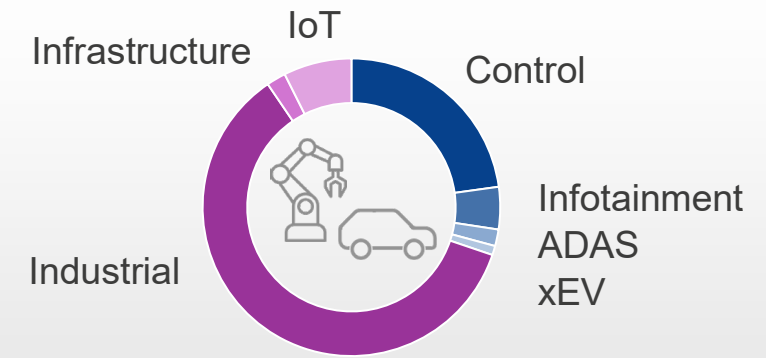 IoT
Infrastructure
Control
Infotainment
ADAS
xEV
Industrial